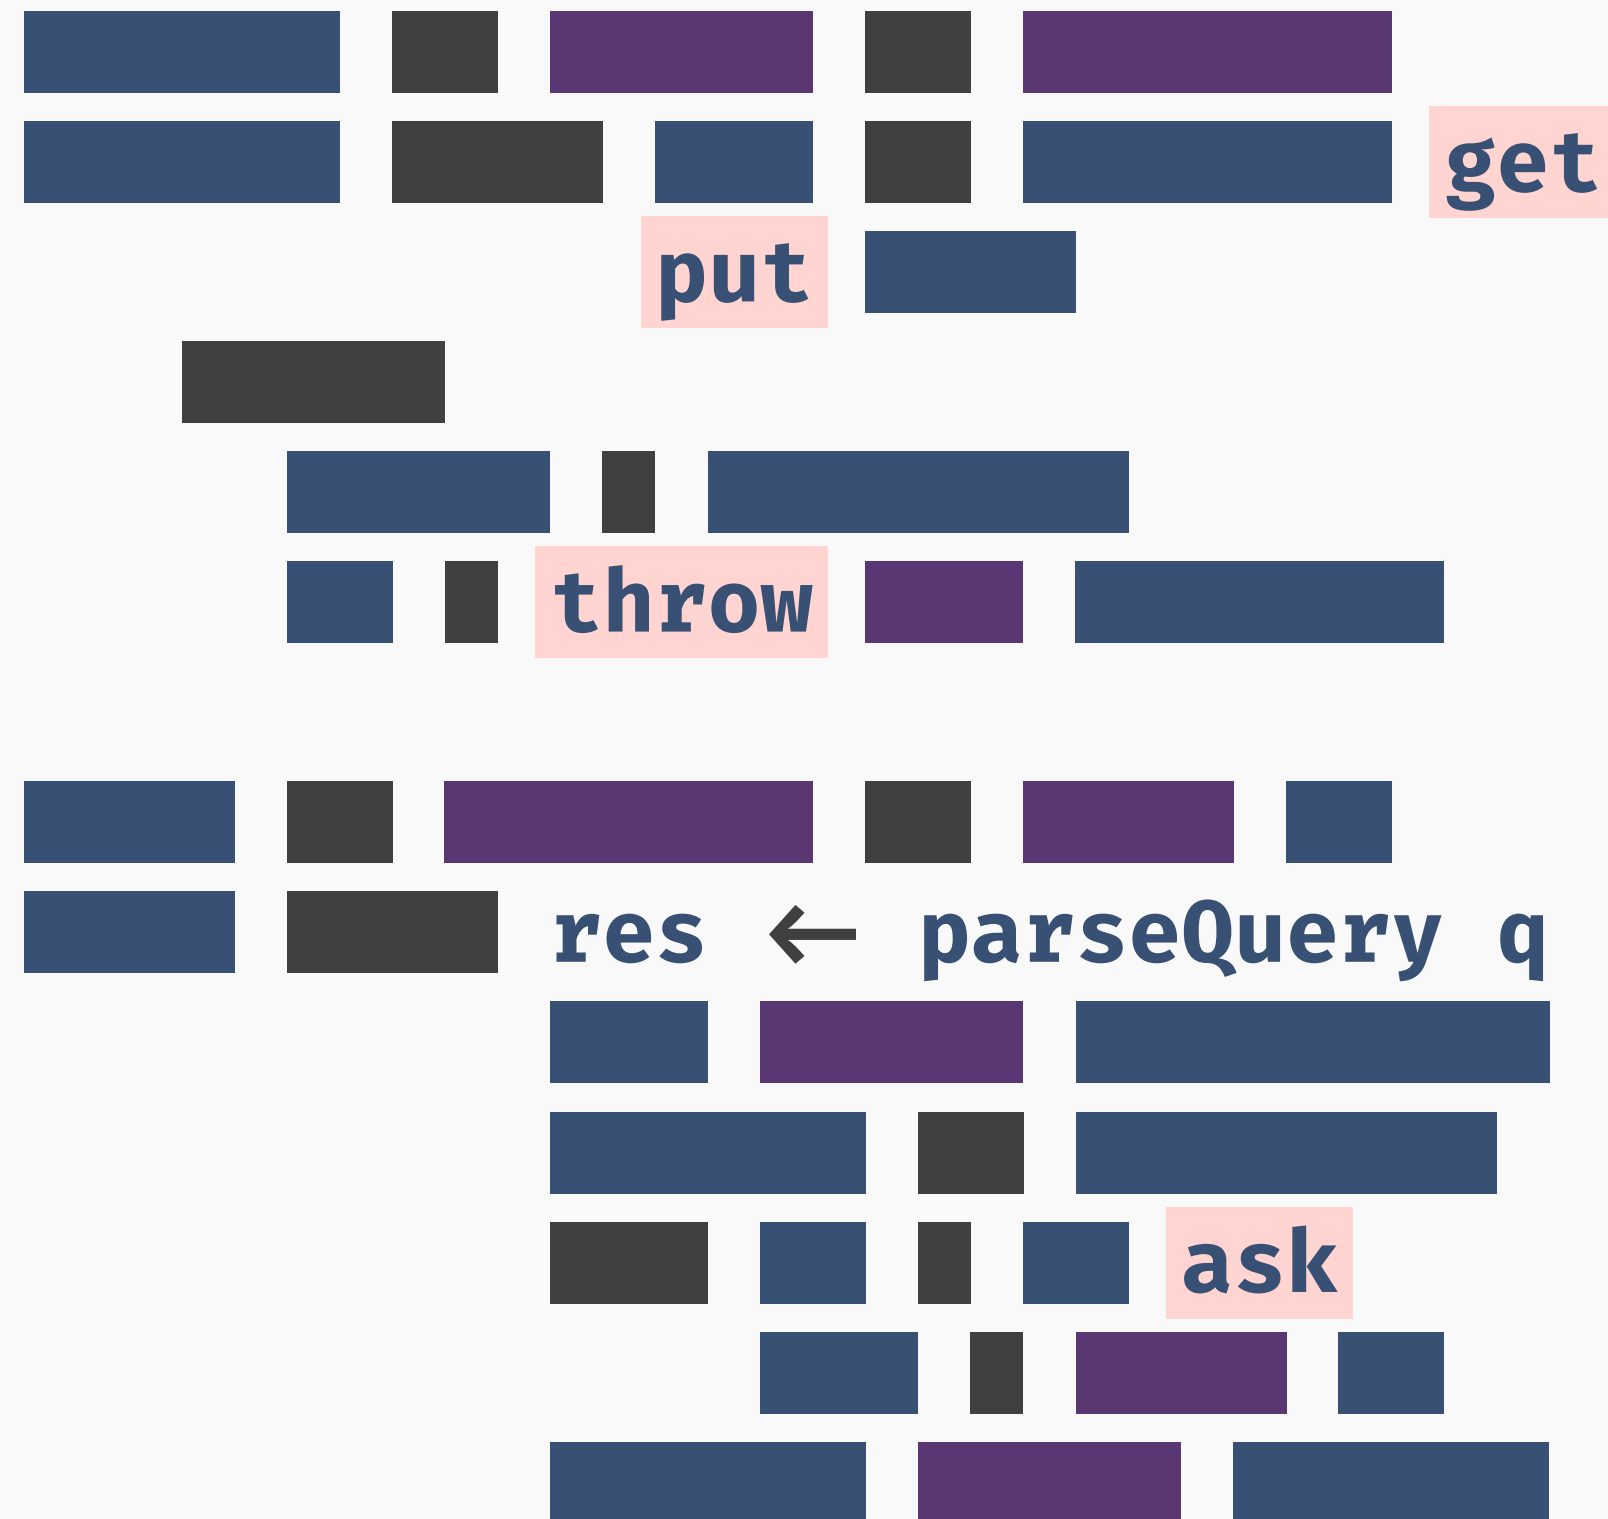 get
put
throw
res ← parseQuery q
ask